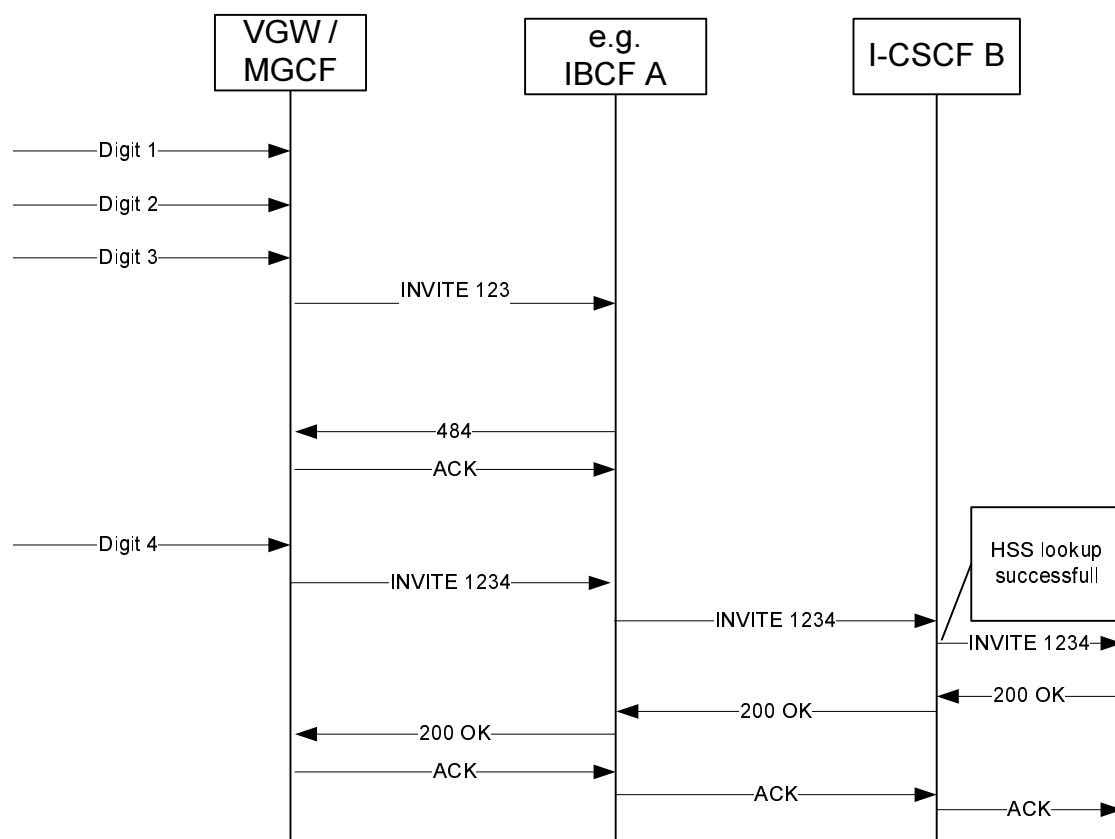 VGW /
MGCF
e.g.
IBCF A
I-CSCF B
Digit 1
Digit 2
Digit 3
INVITE 123
484
ACK
Digit 4
HSS lookup
successfull
INVITE 1234
INVITE 1234
INVITE 1234
200 OK
200 OK
200 OK
ACK
ACK
ACK